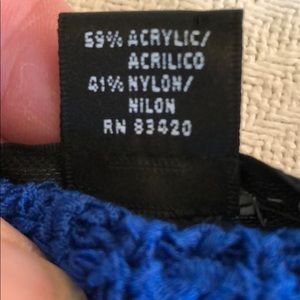 59% ACRYLIC/
ACRILICO
41% NYLON/
NILON
RN 83420